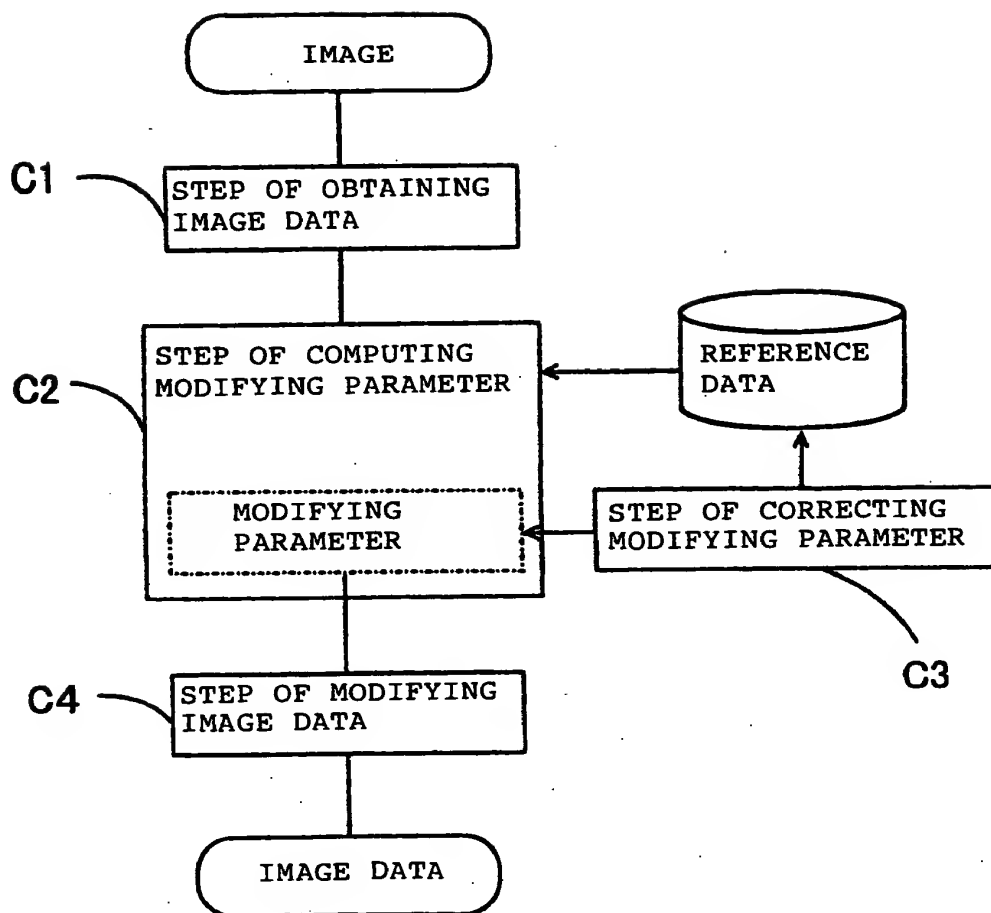 IMAGE
C1
STEP OF OBTAINING
IMAGE DATA
C2
STEP OF COMPUTING
MODIFYING PARAMETER
REFERENCE
DATA
MODIFYING
PARAMETER
STEP OF CORRECTING
MODIFYING PARAMETER
C3
C4
STEP OF MODIFYING
IMAGE DATA
IMAGE DATA